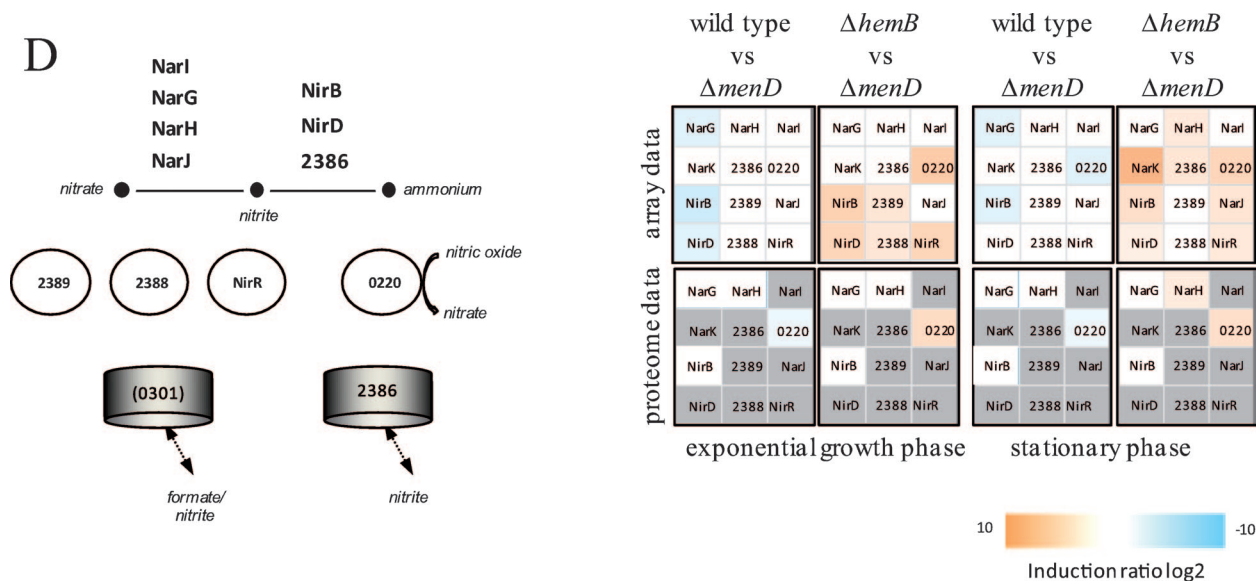 D
NarI
NarG
NarH
NarJ
NirB
NirD
2386
nitrate
nitrite
ammonium
2389
2388
NirR
0220
nitric oxide
nitrate
(0301)
2386
formate/
nitrite
nitrite
wild type
vs
ΔmenD
ΔhemB
vs
ΔmenD
wild type
vs
ΔmenD
ΔhemB
vs
ΔmenD
array data
NarG NarH NarI
NarK 2386 0220
NirB 2389 NarJ
NirD 2388 NirR
NarG NarH NarI
NarK 2386 0220
NirB 2389 NarJ
NirD 2388 NirR
NarG NarH NarI
NarK 2386 0220
NirB 2389 NarJ
NirD 2388 NirR
NarG NarH NarI
NarK 2386 0220
NirB 2389 NarJ
NirD 2388 NirR
proteome data
NarG NarH NarI
NarK 2386 0220
NirB 2389 NarJ
NirD 2388 NirR
NarG NarH NarI
NarK 2386 0220
NirB 2389 NarJ
NirD 2388 NirR
NarG NarH NarI
NarK 2386 0220
NirB 2389 NarJ
NirD 2388 NirR
NarG NarH NarI
NarK 2386 0220
NirB 2389 NarJ
NirD 2388 NirR
exponential growth phase
stationary phase
10
-10
Induction ratio log2